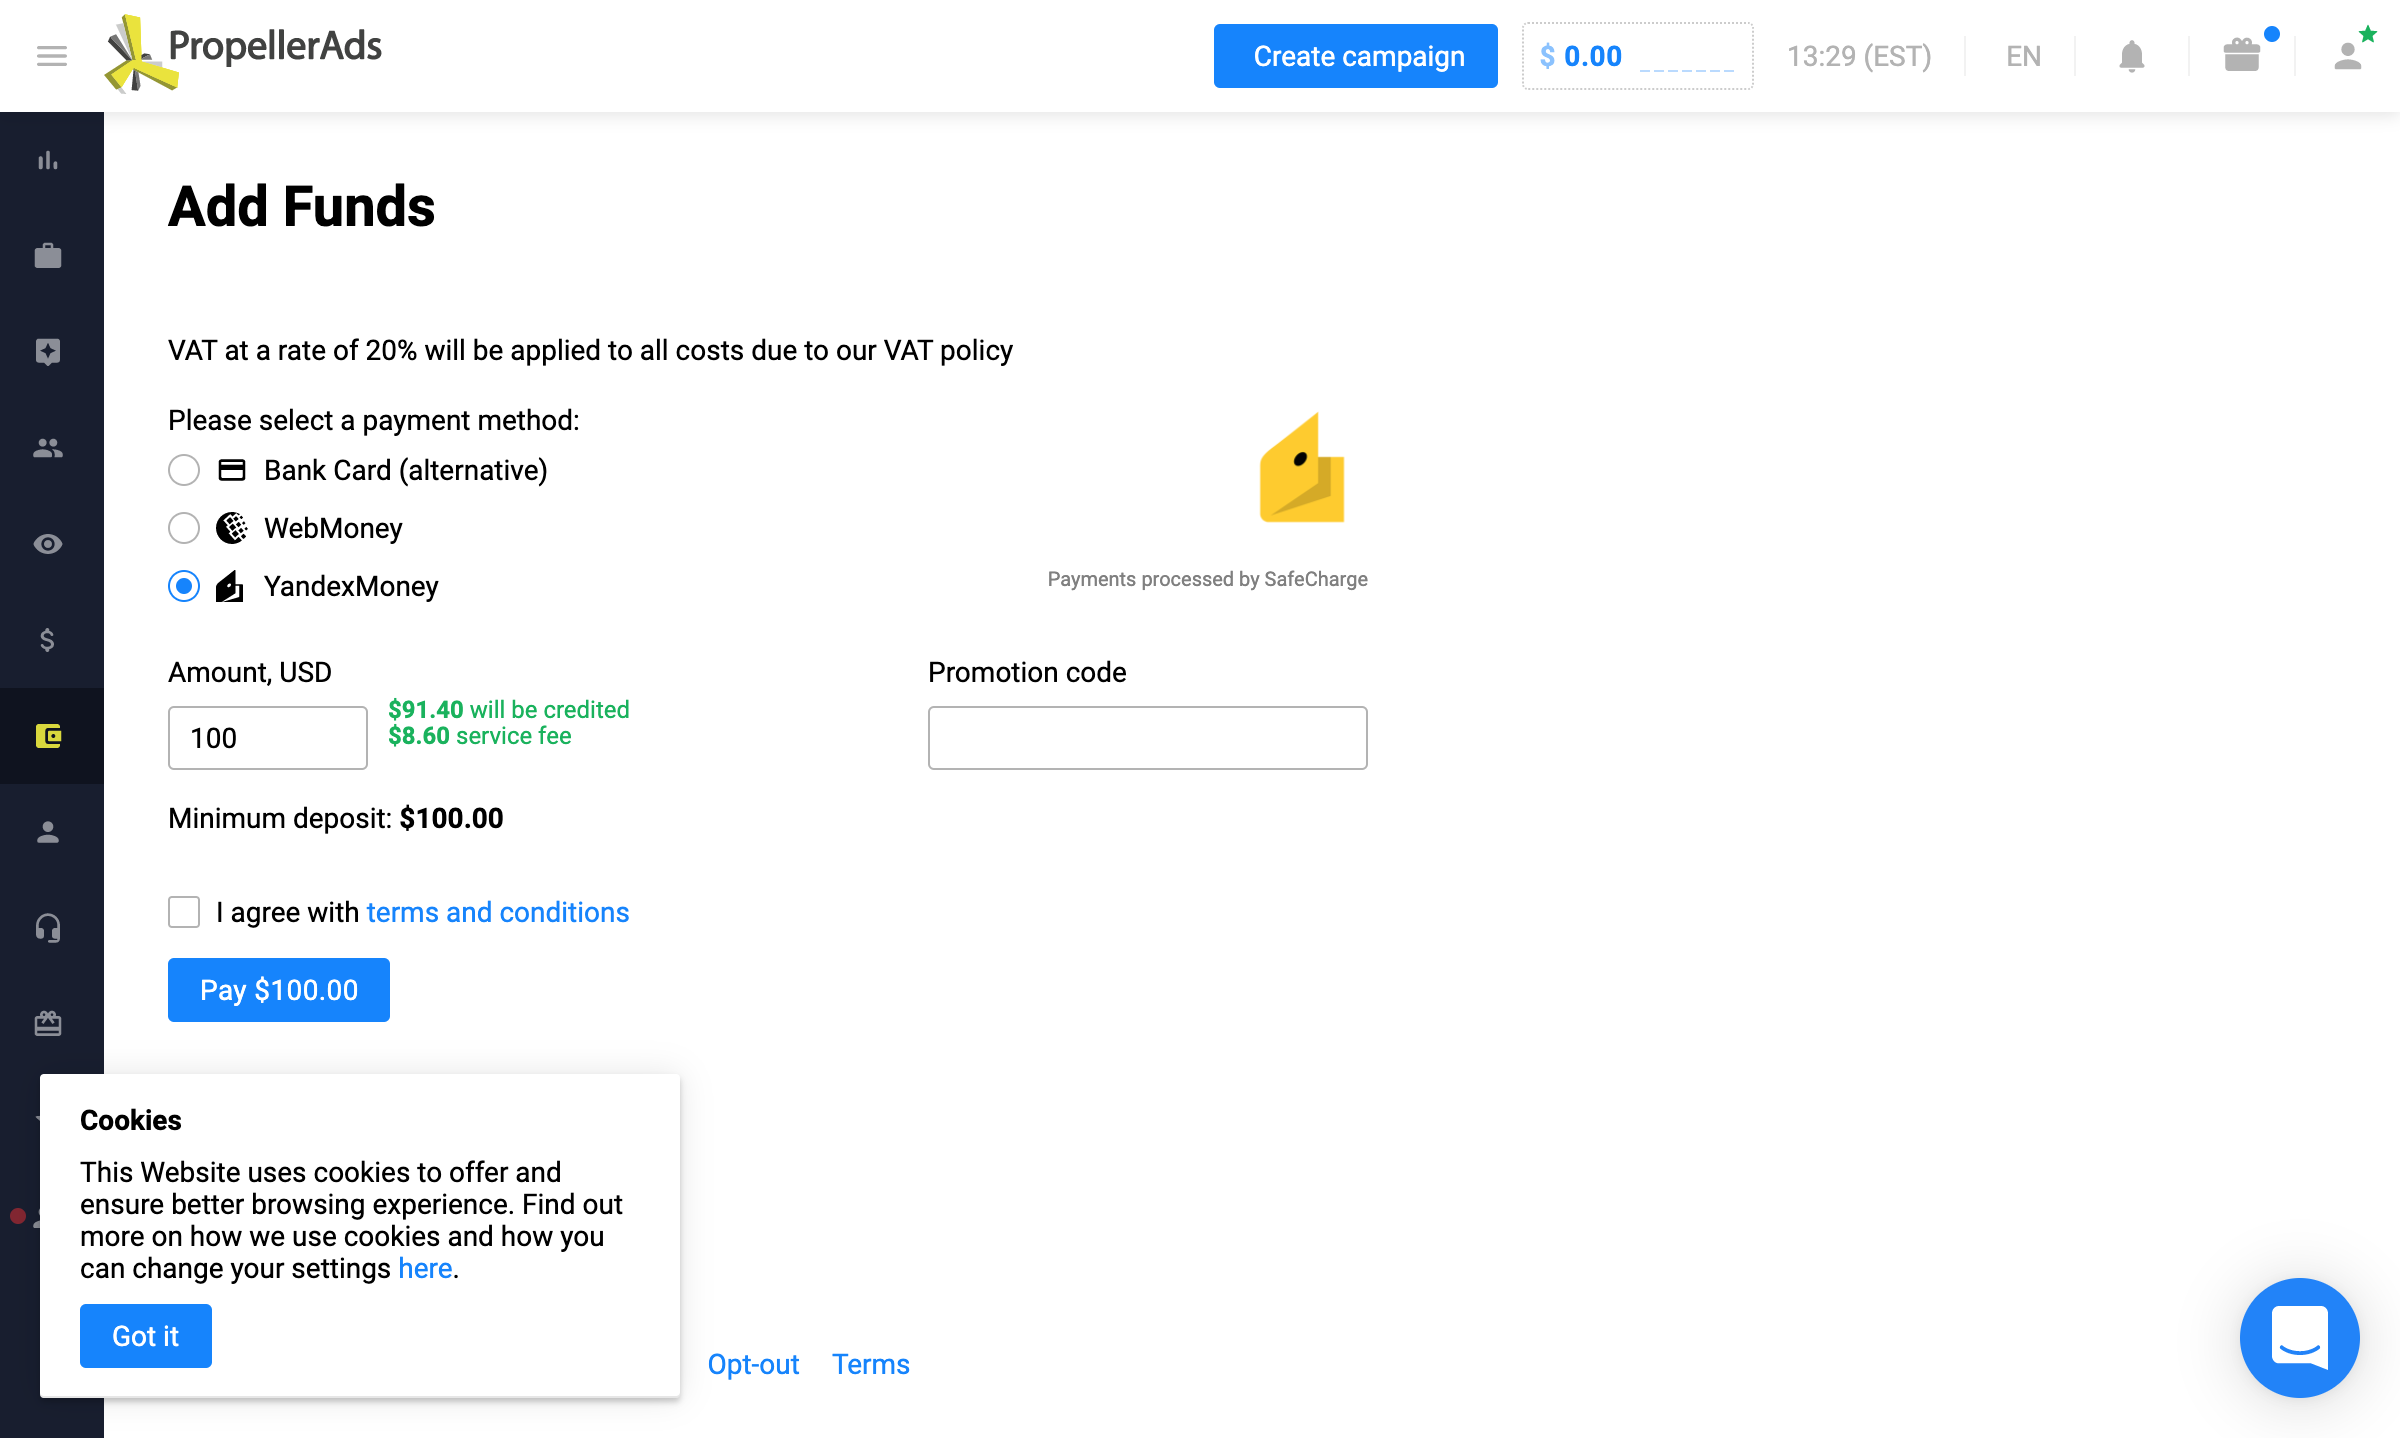 PropellerAds
Create campaign
$ 0.00
13:29 (EST)
EN
Add Funds
VAT at a rate of 20% will be applied to all costs due to our VAT policy
Please select a payment method:
Bank Card (alternative)
WebMoney
YandexMoney
Payments processed by SafeCharge
Amount, USD
100
$91.40 will be credited
$8.60 service fee
Promotion code
Minimum deposit: $100.00
I agree with terms and conditions
Pay $100.00
Cookies
This Website uses cookies to offer and
ensure better browsing experience. Find out
more on how we use cookies and how you
can change your settings here.
Got it
Opt-out
Terms